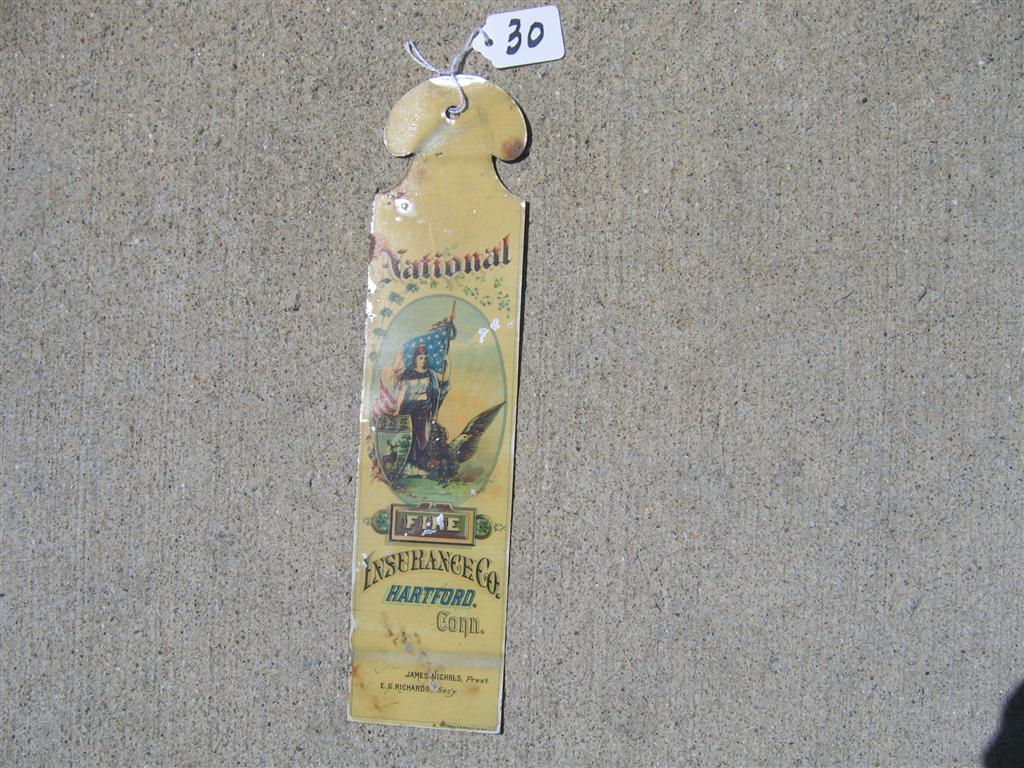 30
National
FIRE
INSURANCE CO.
HARTFORD,
Conn.
JAMES NICHOLS, Prest.
E. G. RICHARDS, Secy